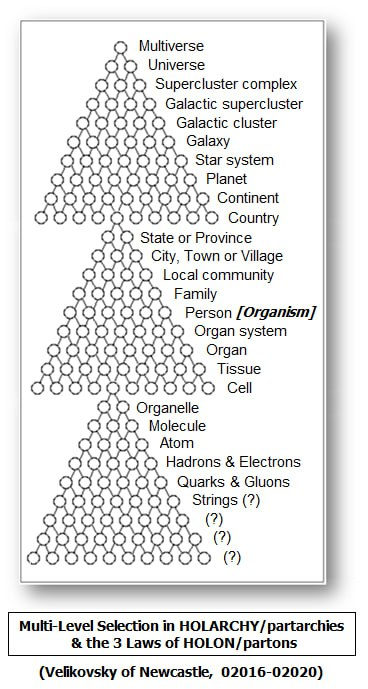 Multiverse
Universe
Supercluster complex
Galactic supercluster
Galactic cluster
Galaxy
Star system
Planet
Continent
Country
State or Province
City, Town or Village
Local community
Family
Person [Organism]
Organ system
Organ
Tissue
Cell
Organelle
Molecule
Atom
Hadrons & Electrons
Quarks & Gluons
Strings (?)
(?)
(?)
(?)
Multi-Level Selection in HOLARCHY/partarchies
& the 3 Laws of HOLON/partons
(Velikovsky of Newcastle, 02016-02020)